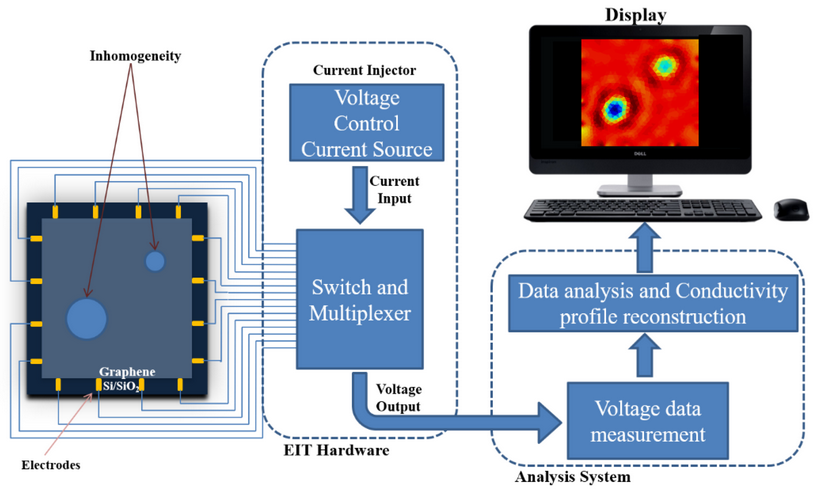 Display
Inhomogeneity
Current Injector
Voltage
Control
Current Source
Current
Input
Switch and
Multiplexer
Graphene
Si/SiO₂
Electrodes
Voltage
Output
EIT Hardware
DELL
Data analysis and Conductivity
profile reconstruction
Voltage data
measurement
Analysis System